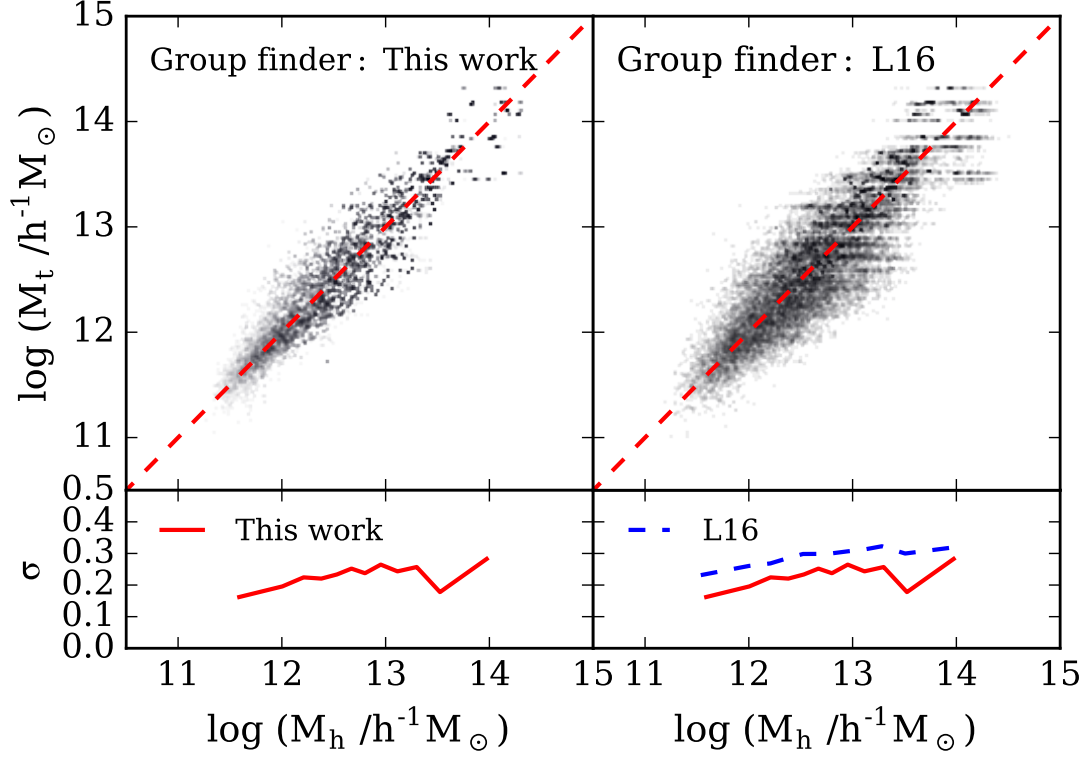 15
14
13
12
11
0.5
0.4
0.3
0.2
0.1
0.0
log (M_t /h^-1 M_⊙)
σ
Group finder : This work
Group finder : L16
This work
L16
11 12 13 14 15 11 12 13 14 15
log (M_h /h^-1 M_⊙) log (M_h /h^-1 M_⊙)